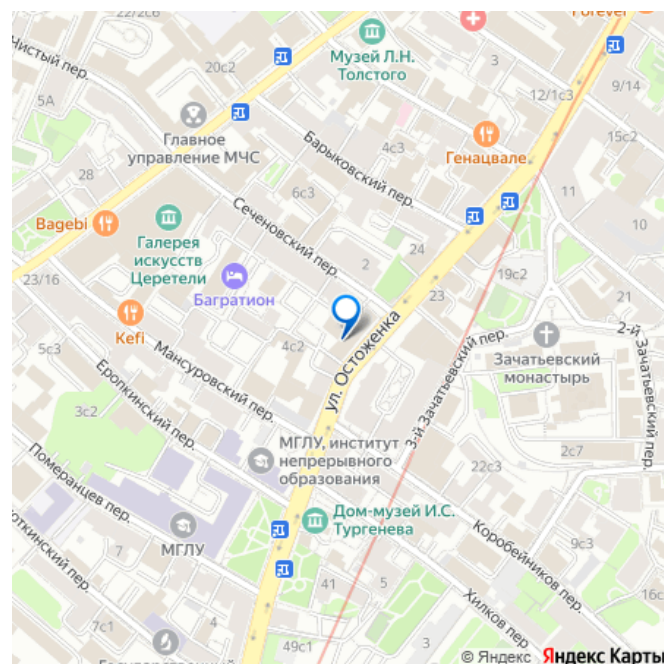 22/2с6
Forever
Чистый пер.
Музей Л.Н.
Толстого
20с2
3
9/14
5А
12/1с3
15с2
Главное
управление МЧС
4с3
Генацвале
Барыковский пер.
28
6с3
11
Bagebi
Сеченовский пер.
10
Галерея
искусств
Церетели
24
2
19с2
23/16
Багратион
23
21
Kefi
ул. Остоженка
2-й Зачатьевский пер.
4с2
Зачатьевский
монастырь
5с3
Мансуровский пер.
3-й Зачатьевский пер.
Еропкинский пер.
3с2
МГЛУ, институт
непрерывного
образования
2с7
22с3
Померанцев пер.
Дом-музей И.С.
Тургенева
МГЛУ
Коробейников пер.
9с3
7
41
5
Хилков пер.
16с
7с1
49с1
3
© Яндекс Яндекс Карты